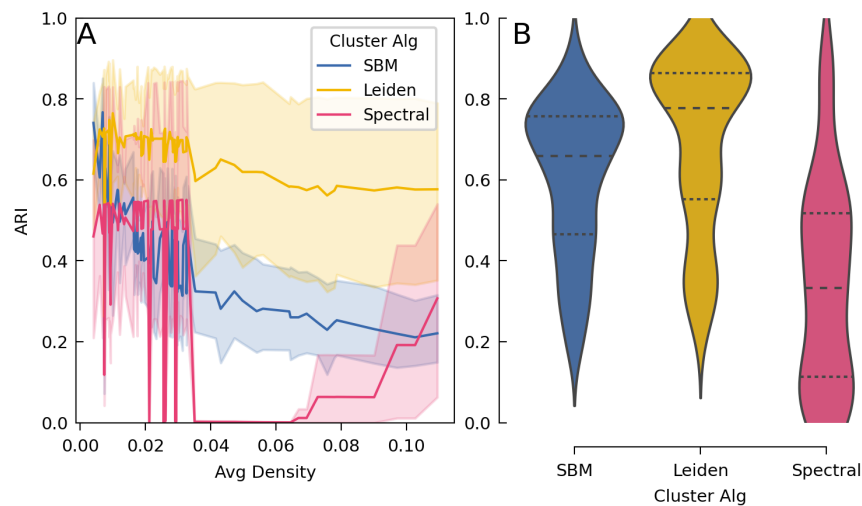 A
B
Cluster Alg
SBM
Leiden
Spectral
ARI
1.0
0.8
0.6
0.4
0.2
0.0
0.00 0.02 0.04 0.06 0.08 0.10
Avg Density
1.0
0.8
0.6
0.4
0.2
0.0
SBM Leiden Spectral
Cluster Alg